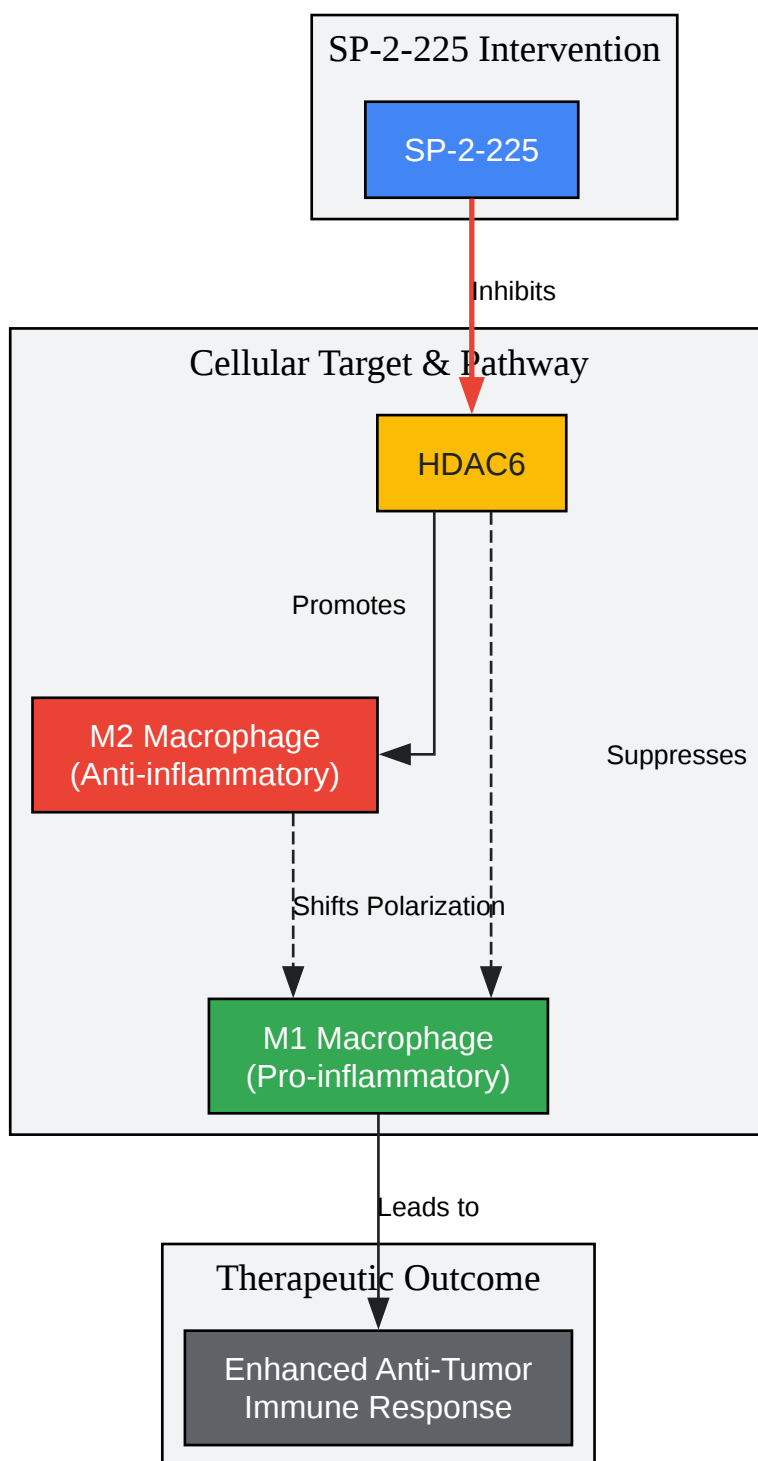 SP-2-225 Intervention
SP-2-225
Inhibits
Cellular Target & Pathway
HDAC6
Promotes
M2 Macrophage
(Anti-inflammatory)
Suppresses
Shifts Polarization
M1 Macrophage
(Pro-inflammatory)
Leads to
Therapeutic Outcome
Enhanced Anti-Tumor
Immune Response